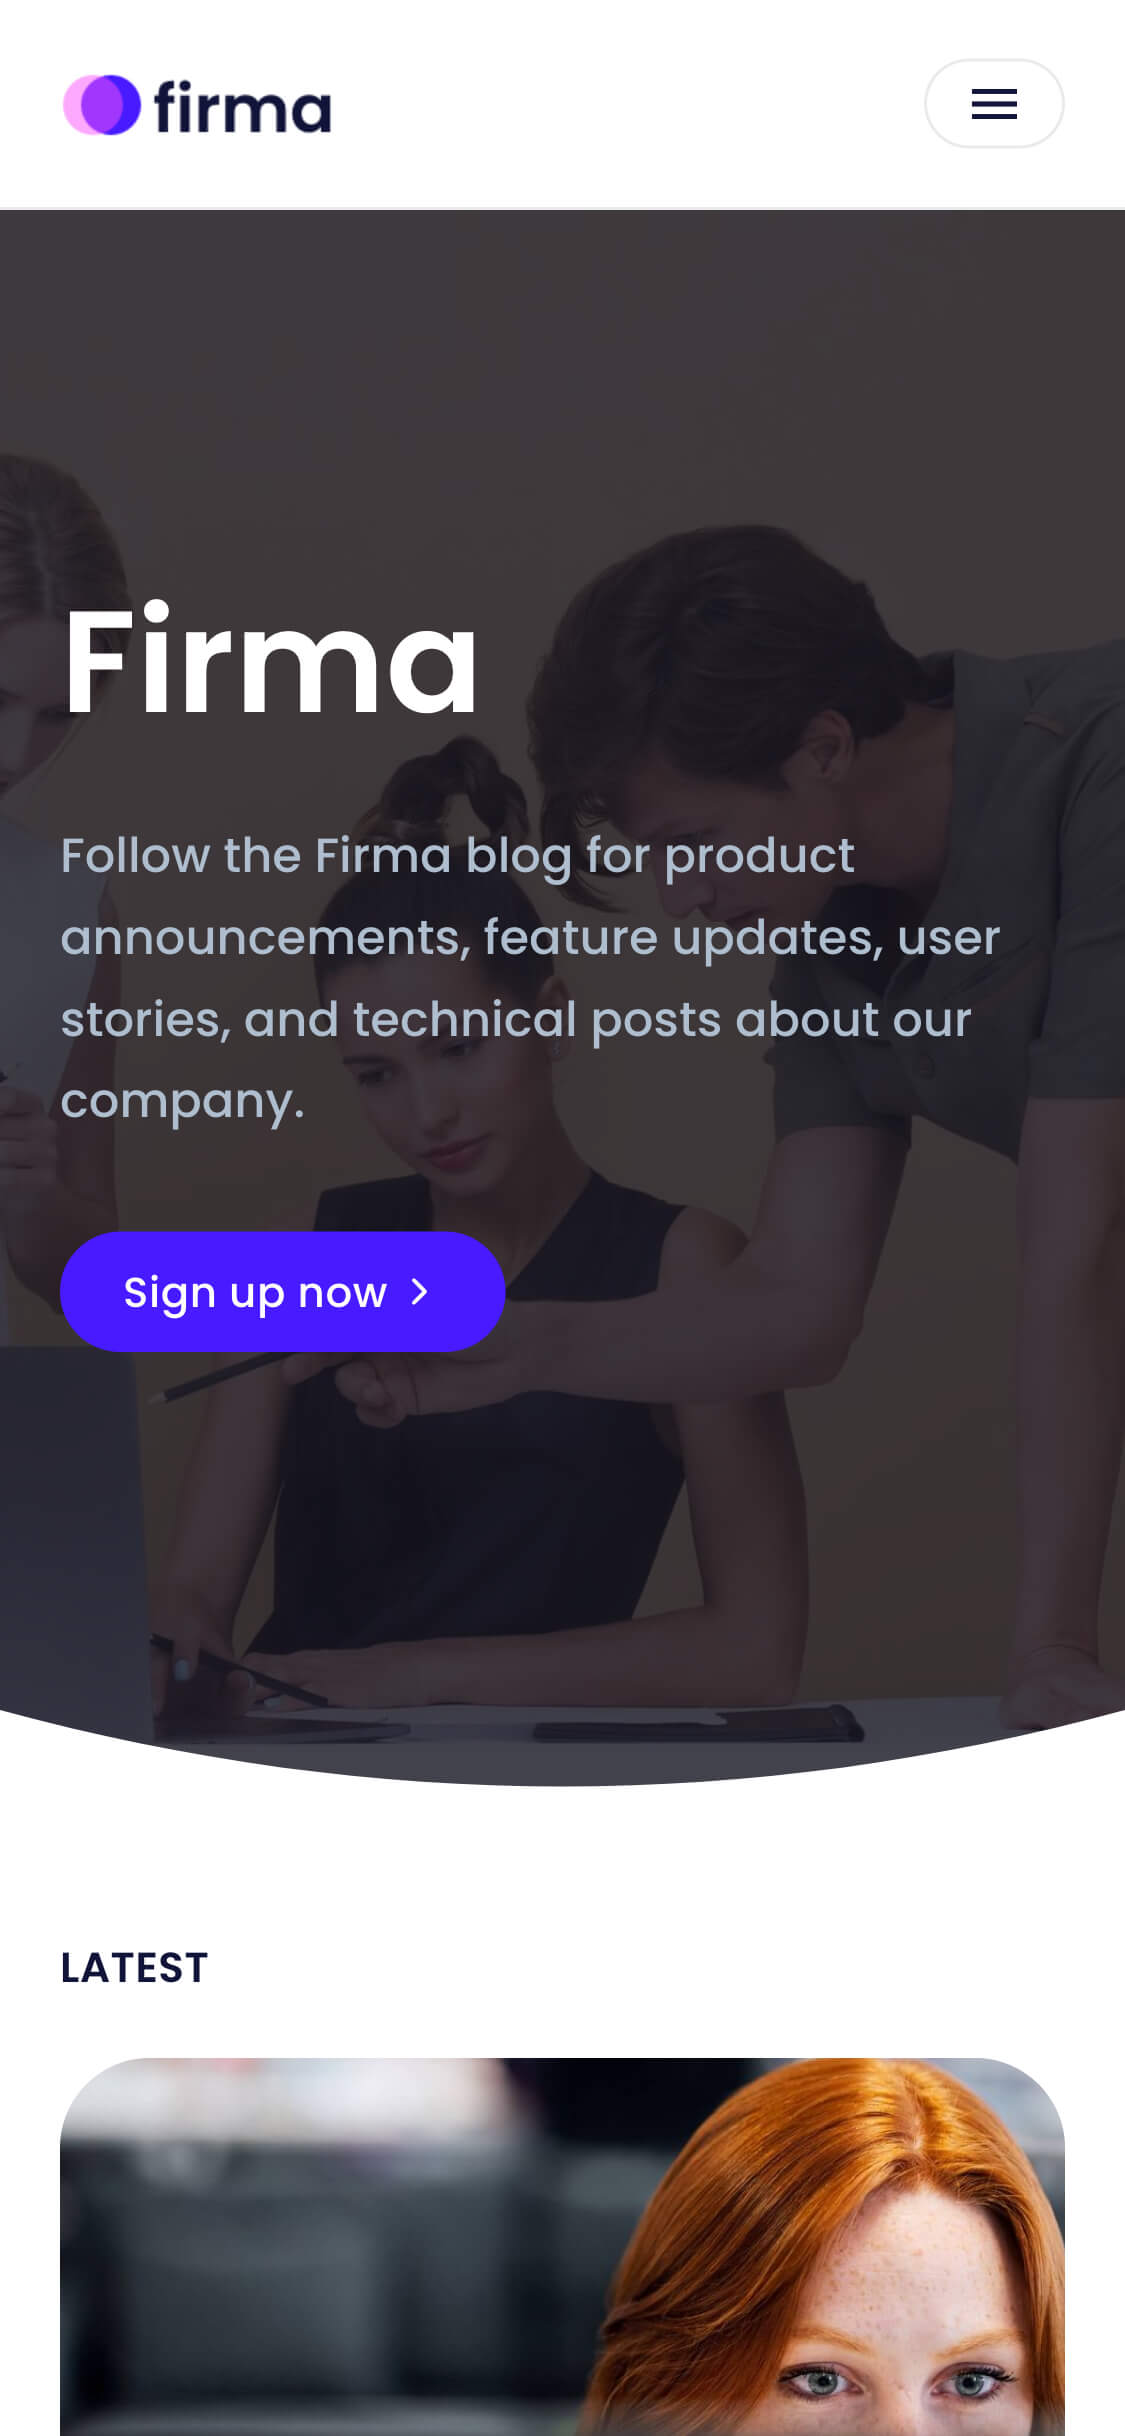 firma
Firma
Follow the Firma blog for product
announcements, feature updates, user
stories, and technical posts about our
company.
Sign up now
LATEST